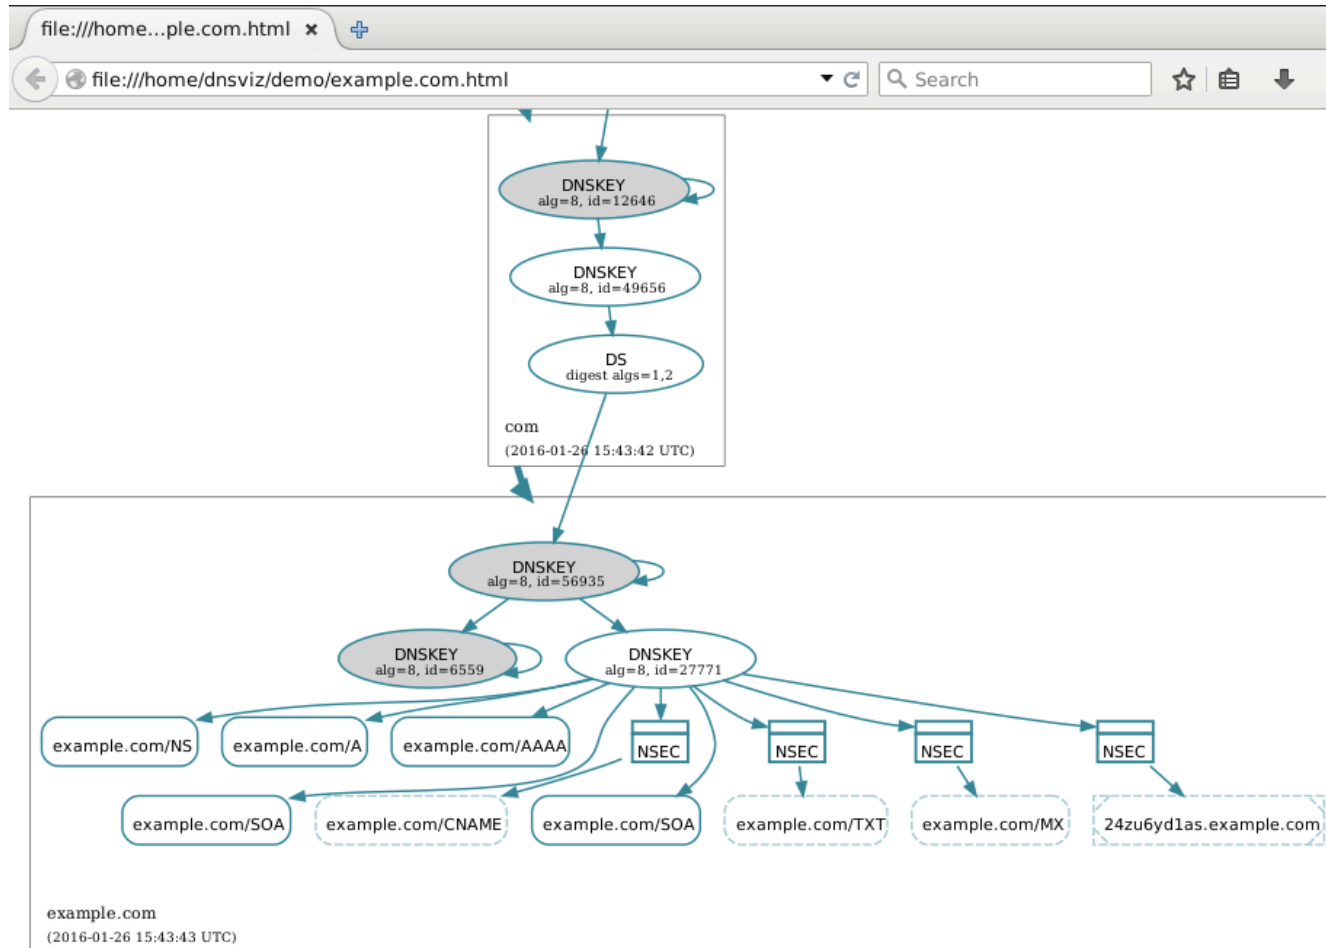 file:///home...ple.com.html
file:///home/dnsviz/demo/example.com.html
Search
DNSKEY
alg=8, id=12646
DNSKEY
alg=8, id=49656
DS
digest algs=1,2
com
(2016-01-26 15:43:42 UTC)
DNSKEY
alg=8, id=56935
DNSKEY
alg=8, id=6559
DNSKEY
alg=8, id=27771
example.com/NS
example.com/A
example.com/AAAA
NSEC
NSEC
NSEC
NSEC
example.com/SOA
example.com/CNAME
example.com/SOA
example.com/TXT
example.com/MX
24zu6yd1as.example.com
example.com
(2016-01-26 15:43:43 UTC)